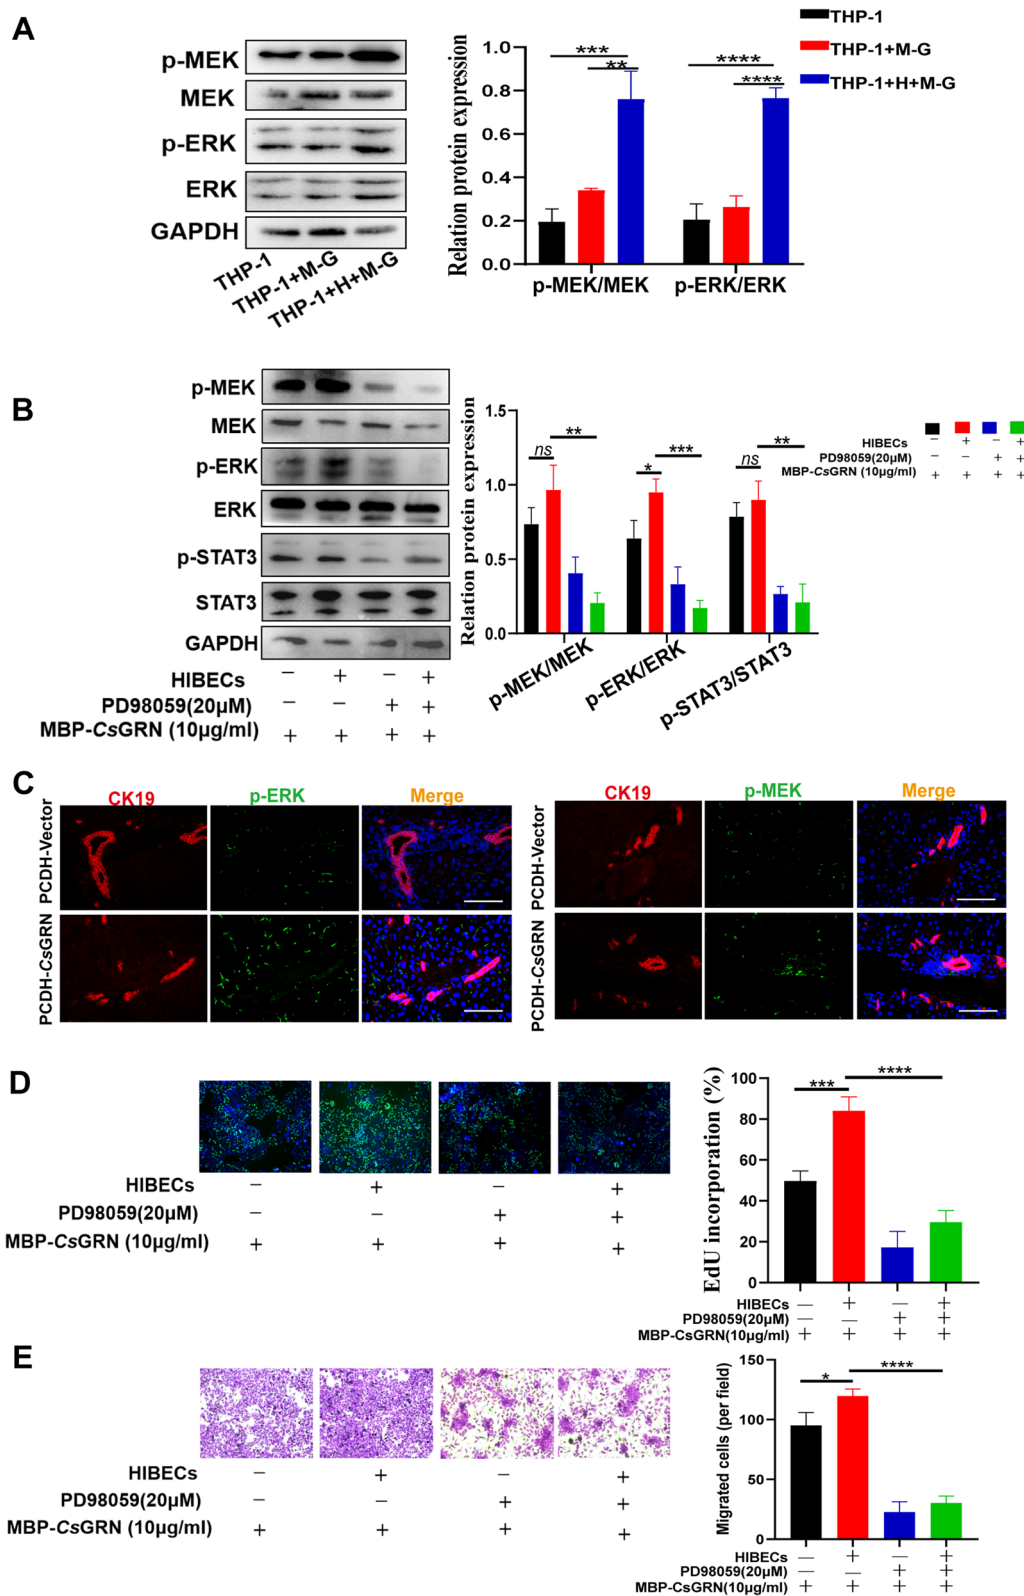 A
p-MEK
MEK
p-ERK
ERK
GAPDH
THP-1
THP-1+M-G
THP-1+H+M-G
Relation protein expression
1.0
0.8
0.6
0.4
0.2
0.0
***
**
****
****
p-MEK/MEK
p-ERK/ERK
THP-1
THP-1+M-G
THP-1+H+M-G
B
p-MEK
MEK
p-ERK
ERK
p-STAT3
STAT3
GAPDH
HIBECs − + − +
PD98059(20μM) − − + +
MBP-CsGRN (10μg/ml) + + + +
Relation protein expression
1.5
1.0
0.5
0.0
ns
**
*
***
ns
**
p-MEK/MEK
p-ERK/ERK
p-STAT3/STAT3
HIBECs − + − +
PD98059(20μM) − − + +
MBP-CsGRN (10μg/ml) + + + +
C
CK19 p-ERK Merge
PCDH-Vector
PCDH-CsGRN
CK19 p-MEK Merge
PCDH-Vector
PCDH-CsGRN
D
HIBECs − + − +
PD98059(20μM) − − + +
MBP-CsGRN (10μg/ml) + + + +
EdU incorporation (%)
100
80
60
40
20
0
***
****
HIBECs − + − +
PD98059(20μM) − − + +
MBP-CsGRN(10μg/ml) + + + +
E
HIBECs − + − +
PD98059(20μM) − − + +
MBP-CsGRN (10μg/ml) + + + +
Migrated cells (per field)
150
100
50
0
*
****
HIBECs − + − +
PD98059(20μM) − − + +
MBP-CsGRN(10μg/ml) + + + +